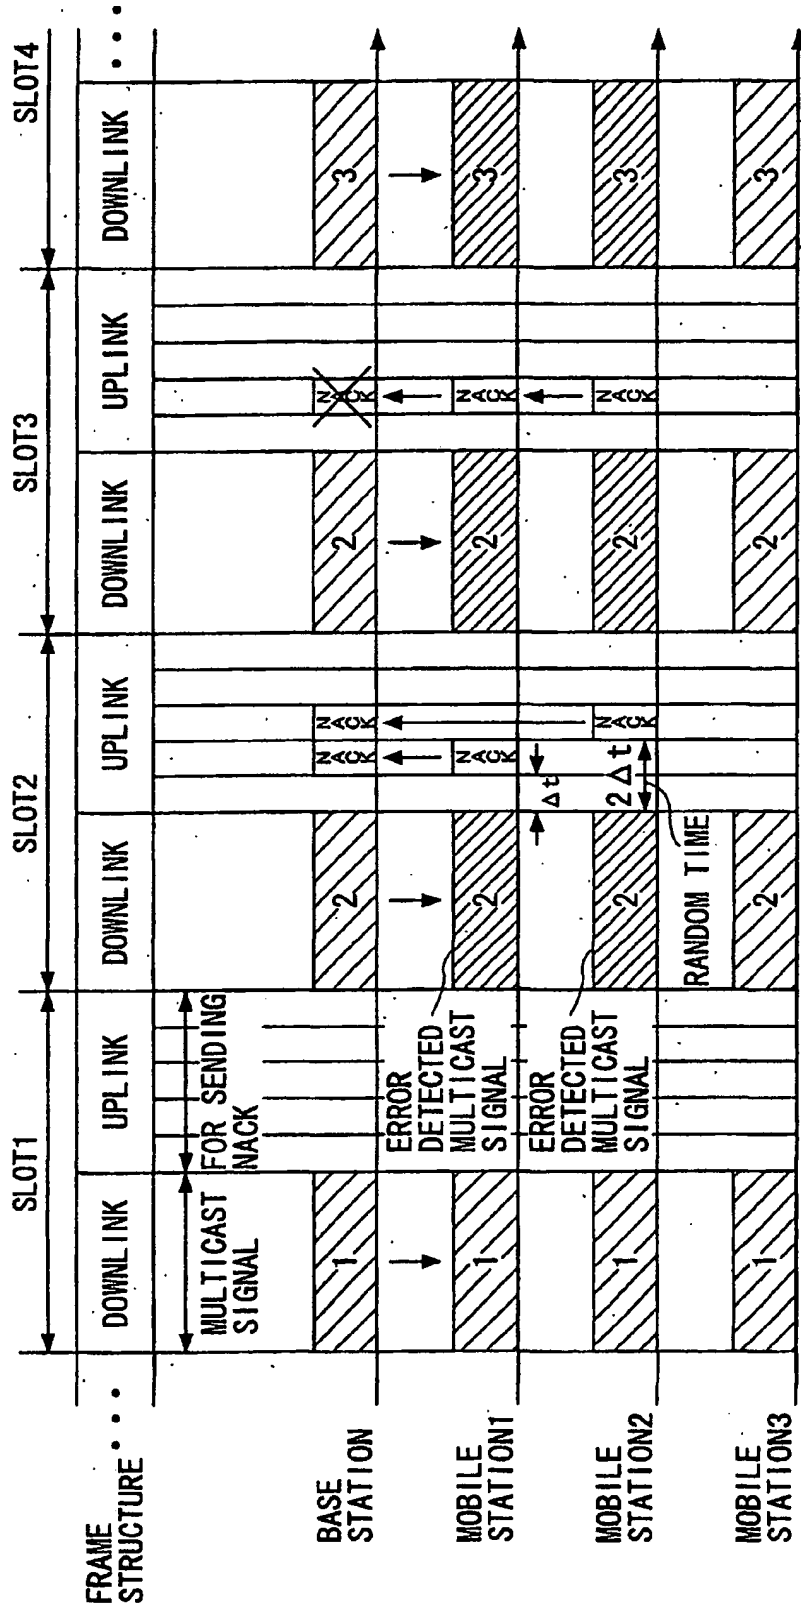 SLOT1
SLOT2
SLOT3
SLOT4
FRAME
STRUCTURE
DOWNLINK
UPLINK
DOWNLINK
UPLINK
DOWNLINK
UPLINK
DOWNLINK
MULTICAST
SIGNAL
FOR SENDING
NACK
BASE
STATION
1
2
NACK
NACK
2
NACK
3
MOBILE
STATION1
1
ERROR
DETECTED
MULTICAST
SIGNAL
2
NACK
2
NACK
3
Δt
MOBILE
STATION2
1
ERROR
DETECTED
MULTICAST
SIGNAL
2
2Δt
NACK
2
NACK
3
RANDOM TIME
MOBILE
STATION3
1
2
2
3